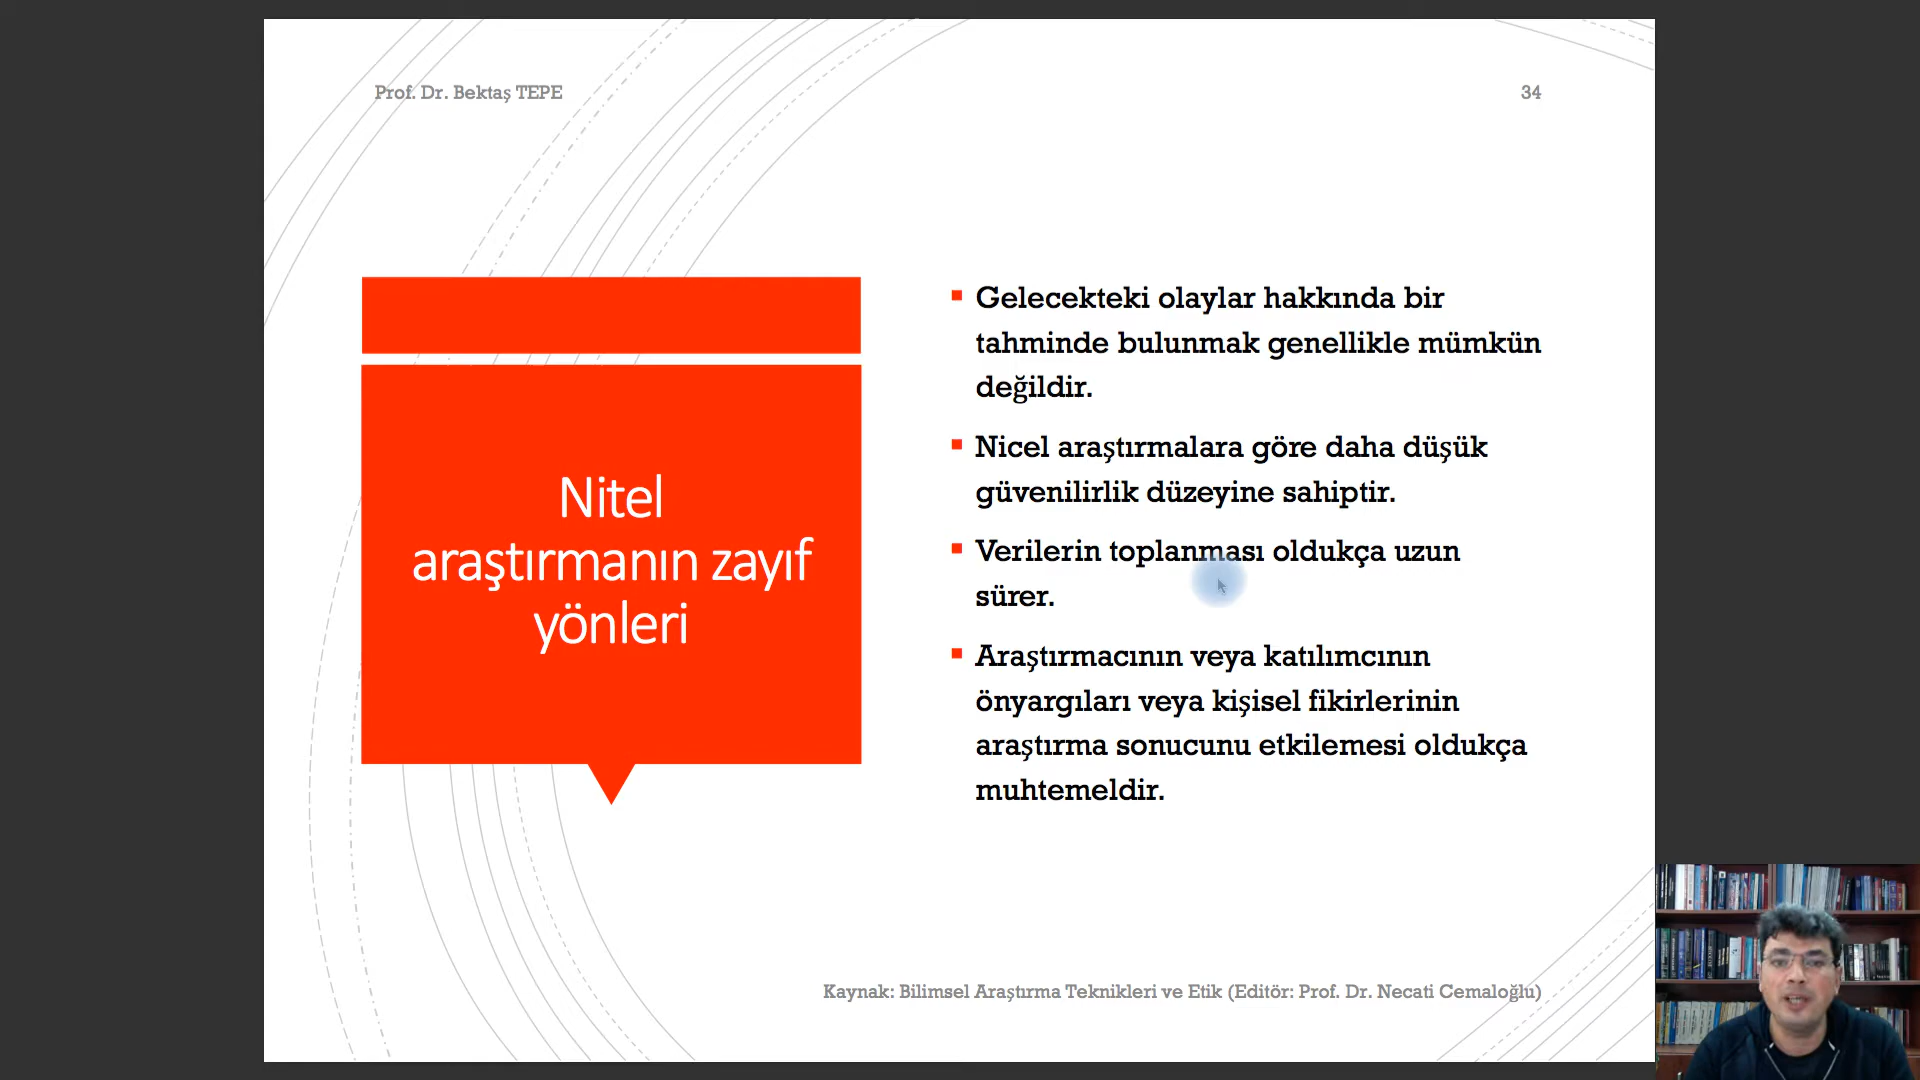 Prof. Dr. Bektaş TEPE
34
Nitel
araştırmanın zayıf
yönleri
Gelecekteki olaylar hakkında bir
tahminde bulunmak genellikle mümkün
değildir.
Nicel araştırmalara göre daha düşük
güvenilirlik düzeyine sahiptir.
Verilerin toplanması oldukça uzun
sürer.
Araştırmacının veya katılımcının
önyargıları veya kişisel fikirlerinin
araştırma sonucunu etkilemesi oldukça
muhtemeldir.
Kaynak: Bilimsel Araştırma Teknikleri ve Etik (Editör: Prof. Dr. Necati Cemaloğlu)